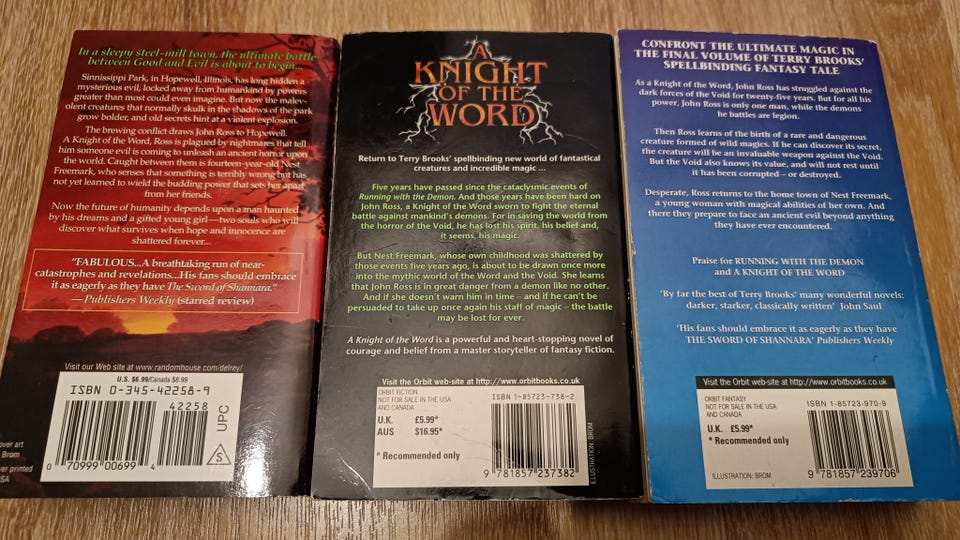 In a sleepy steel-mill town, the ultimate battle
between Good and Evil is about to begin...
Sinnissippi Park, in Hopewell, Illinois, has long hidden a
mysterious evil, locked away from humankind by powers
greater than most could even imagine. But now the malev-
olent creatures that normally skulk in the shadows of the park
grow bolder, and old secrets hint at a violent explosion.
The brewing conflict draws John Ross to Hopewell.
A Knight of the Word, Ross is plagued by nightmares that tell
him someone evil is coming to unleash an ancient horror upon
the world. Caught between them is fourteen-year-old Nest
Freemark, who senses that something is terribly wrong but has
not yet learned to wield the budding power that sets her apart
from her friends.
Now the future of humanity depends upon a man haunted
by his dreams and a gifted young girl—two souls who will
discover what survives when hope and innocence are
shattered forever...
"FABULOUS...A breathtaking run of near-
catastrophes and revelations...His fans should embrace
it as eagerly as they have The Sword of Shannara."
—Publishers Weekly (starred review)
Visit our Web site at www.randomhouse.com/delrey/
U.S. $6.99/Canada $8.99
ISBN 0-345-42258-9
42258
UPC
0 70999 00699 4
S
over art
Brom
ver printed
USA
A
KNIGHT
OF THE
WORD
Return to Terry Brooks' spellbinding new world of fantastical
creatures and incredible magic ...
Five years have passed since the cataclysmic events of
Running with the Demon. And those years have been hard on
John Ross, a Knight of the Word sworn to fight the eternal
battle against mankind's demons. For in saving the world from
the horror of the Void, he has lost his spirit, his belief and,
it seems, his magic.
But Nest Freemark, whose own childhood was shattered by
those events five years ago, is about to be drawn once more
into the mythic world of the Word and the Void. She learns
that John Ross is in great danger from a demon like no other.
And if she doesn't warn him in time – and if he can't be
persuaded to take up once again his staff of magic – the battle
may be lost for ever.
A Knight of the Word is a powerful and heart-stopping novel of
courage and belief from a master storyteller of fantasy fiction.
Visit the Orbit web-site at http://www.orbitbooks.co.uk
ORBIT FICTION
NOT FOR SALE IN THE USA
AND CANADA
U.K. £5.99*
AUS $16.95*
* Recommended only
ISBN 1-85723-738-2
9 781857 237382
ILLUSTRATION: BROM
CONFRONT THE ULTIMATE MAGIC IN
THE FINAL VOLUME OF TERRY BROOKS'
SPELLBINDING FANTASY TALE
As a Knight of the Word, John Ross has struggled against the
dark forces of the Void for twenty-five years. But for all his
power, John Ross is only one man, while the demons
he battles are legion.
Then Ross learns of the birth of a rare and dangerous
creature formed of wild magics. If he can discover its secret,
the creature will be an invaluable weapon against the Void.
But the Void also knows its value, and will not rest until
it has been corrupted – or destroyed.
Desperate, Ross returns to the home town of Nest Freemark,
a young woman with magical abilities of her own. And
there they prepare to face an ancient evil beyond anything
they have ever encountered.
Praise for RUNNING WITH THE DEMON
and A KNIGHT OF THE WORD
'By far the best of Terry Brooks' many wonderful novels:
darker, starker, classically written' John Saul
'His fans should embrace it as eagerly as they have
THE SWORD OF SHANNARA' Publishers Weekly
Visit the Orbit web-site at http://www.orbitbooks.co.uk
ORBIT FANTASY
NOT FOR SALE IN THE USA
AND CANADA
U.K. £5.99*
* Recommended only
ISBN 1-85723-970-9
9 781857 239706
ILLUSTRATION: BROM